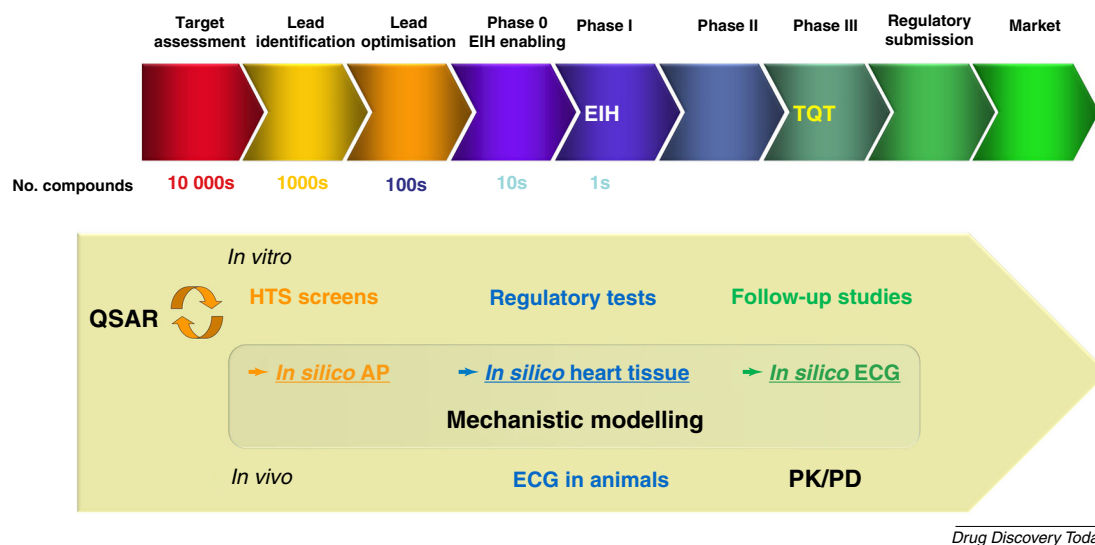 Target assessment
Lead identification
Lead optimisation
Phase 0 EIH enabling
Phase I
Phase II
Phase III
Regulatory submission
Market
EIH
TQT
No. compounds
10 000s
1000s
100s
10s
1s
In vitro
QSAR
HTS screens
Regulatory tests
Follow-up studies
In silico AP
In silico heart tissue
In silico ECG
Mechanistic modelling
In vivo
ECG in animals
PK/PD
Drug Discovery Toda